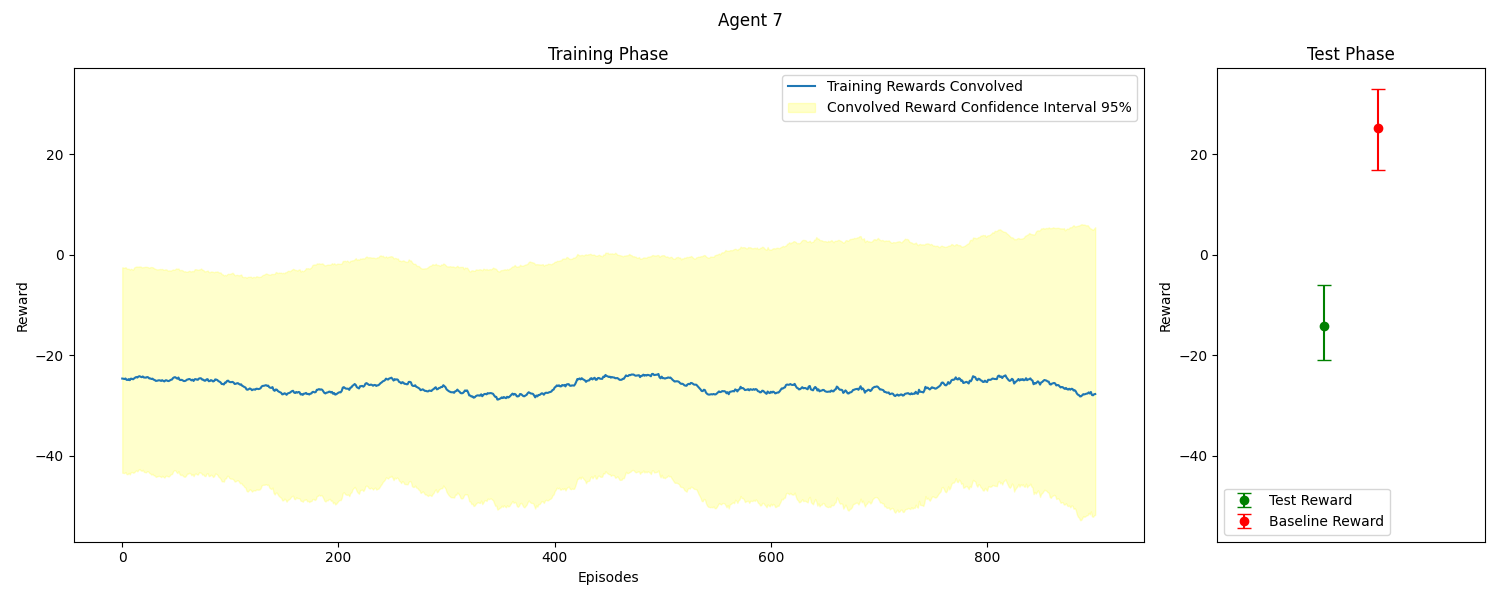 Agent 7
Training Phase
Training Rewards Convolved
Convolved Reward Confidence Interval 95%
20
0
−20
−40
Reward
0
200
400
600
800
Episodes
Test Phase
20
0
−20
−40
Reward
Test Reward
Baseline Reward